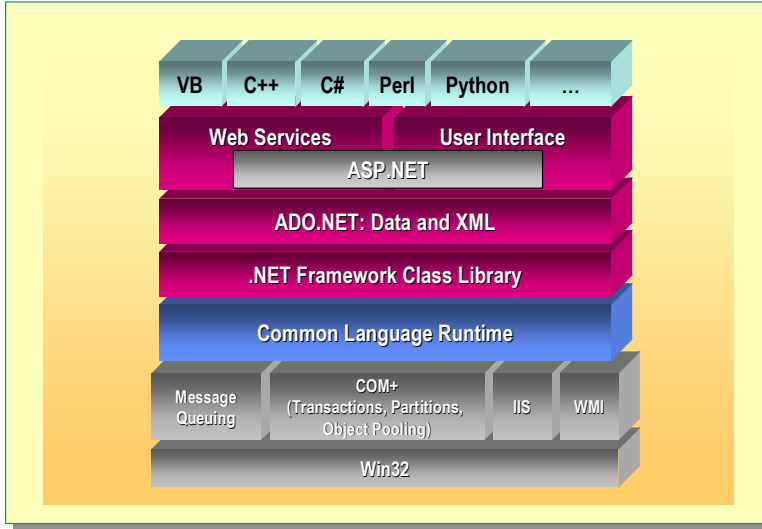 VB C++ C# Perl Python ...
Web Services User Interface
ASP.NET
ADO.NET: Data and XML
.NET Framework Class Library
Common Language Runtime
Message
Queuing
COM+
(Transactions, Partitions,
Object Pooling)
IIS
WMI
Win32